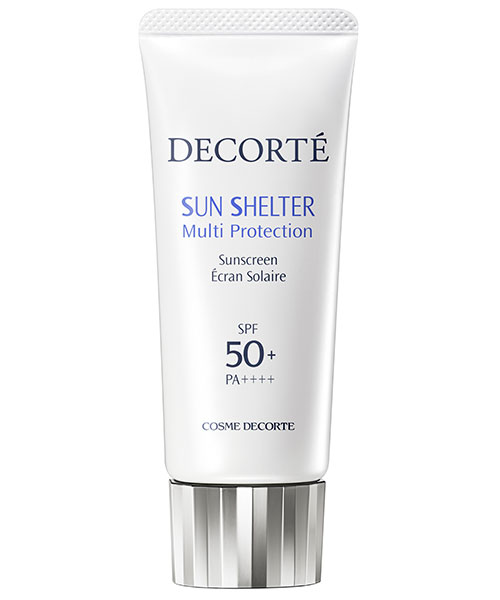 DECORTÉ
SUN SHELTER
Multi Protection
Sunscreen
Écran Solaire
SPF
50+
PA++++
COSME DECORTE